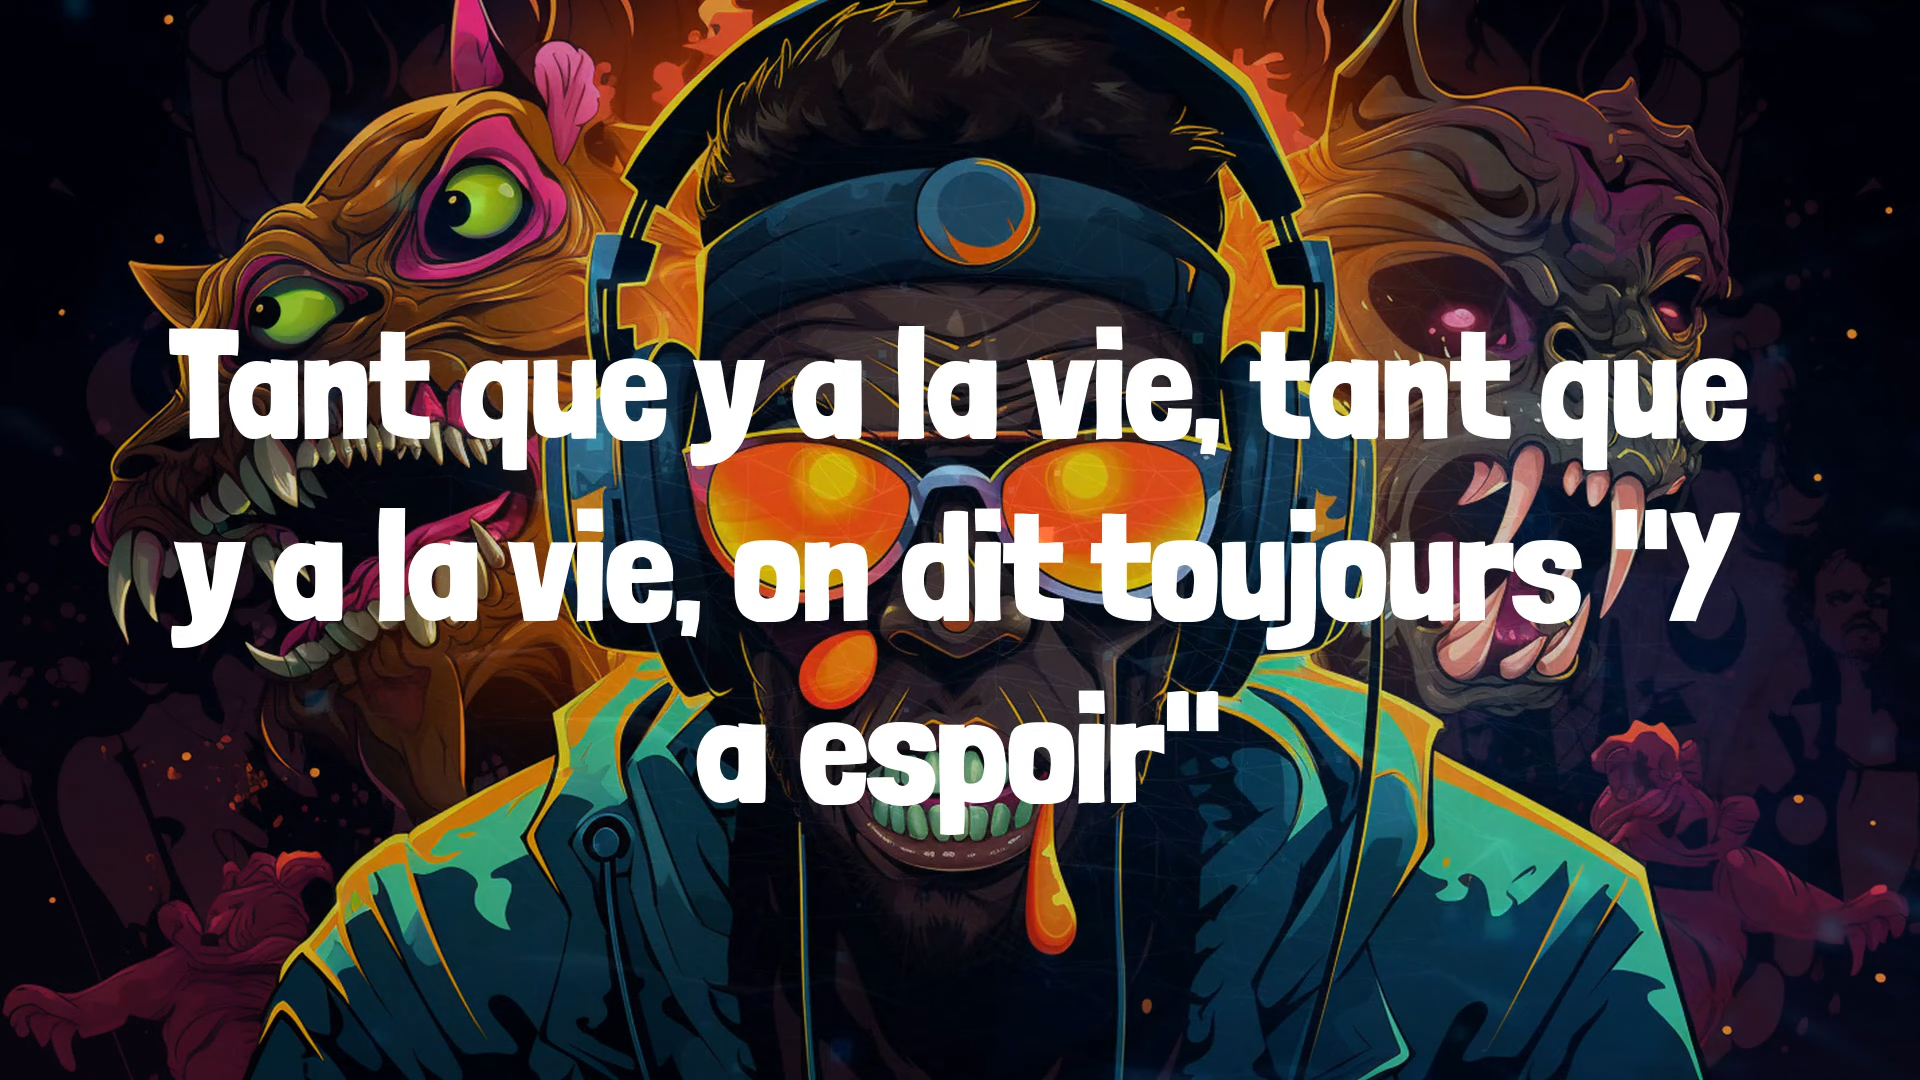 Tant que y a la vie, tant que
y a la vie, on dit toujours "Y
a espoir"